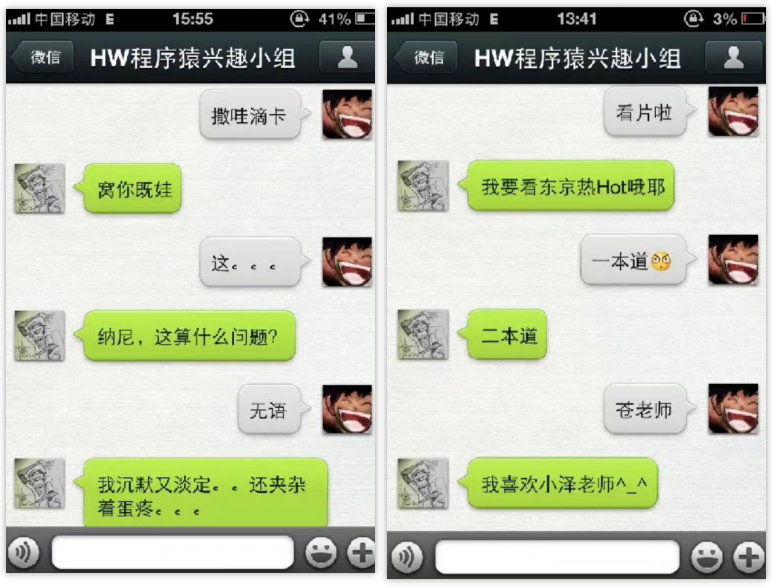 中国移动 E 15:55 41%
微信 HW程序猿兴趣小组
撒哇滴卡
窝你既娃
这。。。
纳尼，这算什么问题?
无语
我沉默又淡定。。还夹杂
着蛋疼。。。
中国移动 E 13:41 3%
微信 HW程序猿兴趣小组
看片啦
我要看东京热Hot哦耶
一本道
二本道
苍老师
我喜欢小泽老师^_^